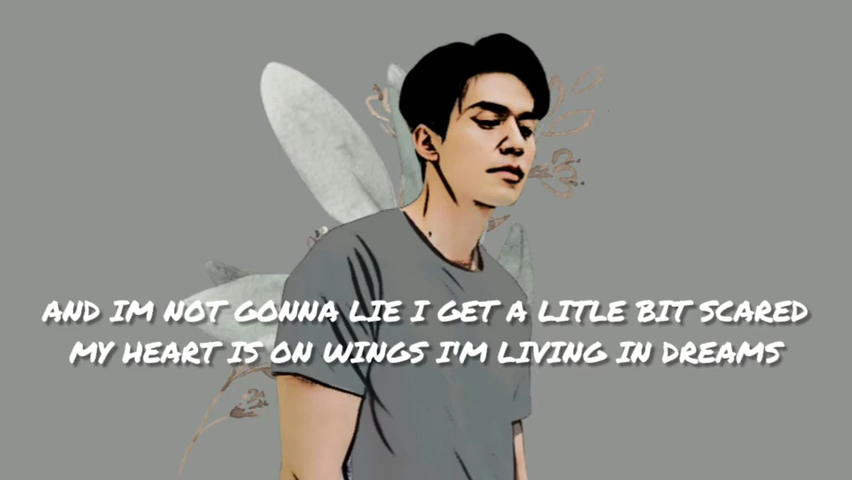 AND IM NOT GONNA LIE I GET A LITLE BIT SCARED
MY HEART IS ON WINGS I'M LIVING IN DREAMS